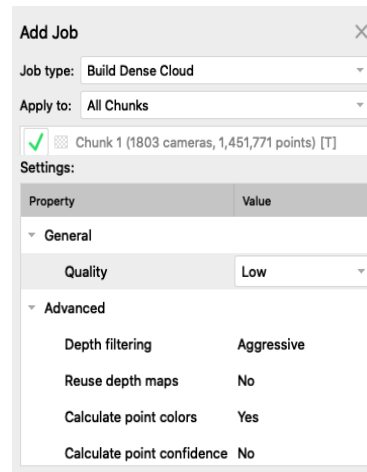 Add Job
Job type: Build Dense Cloud
Apply to: All Chunks
Chunk 1 (1803 cameras, 1,451,771 points) [T]
Settings:
Property Value
General
Quality Low
Advanced
Depth filtering Aggressive
Reuse depth maps No
Calculate point colors Yes
Calculate point confidence No